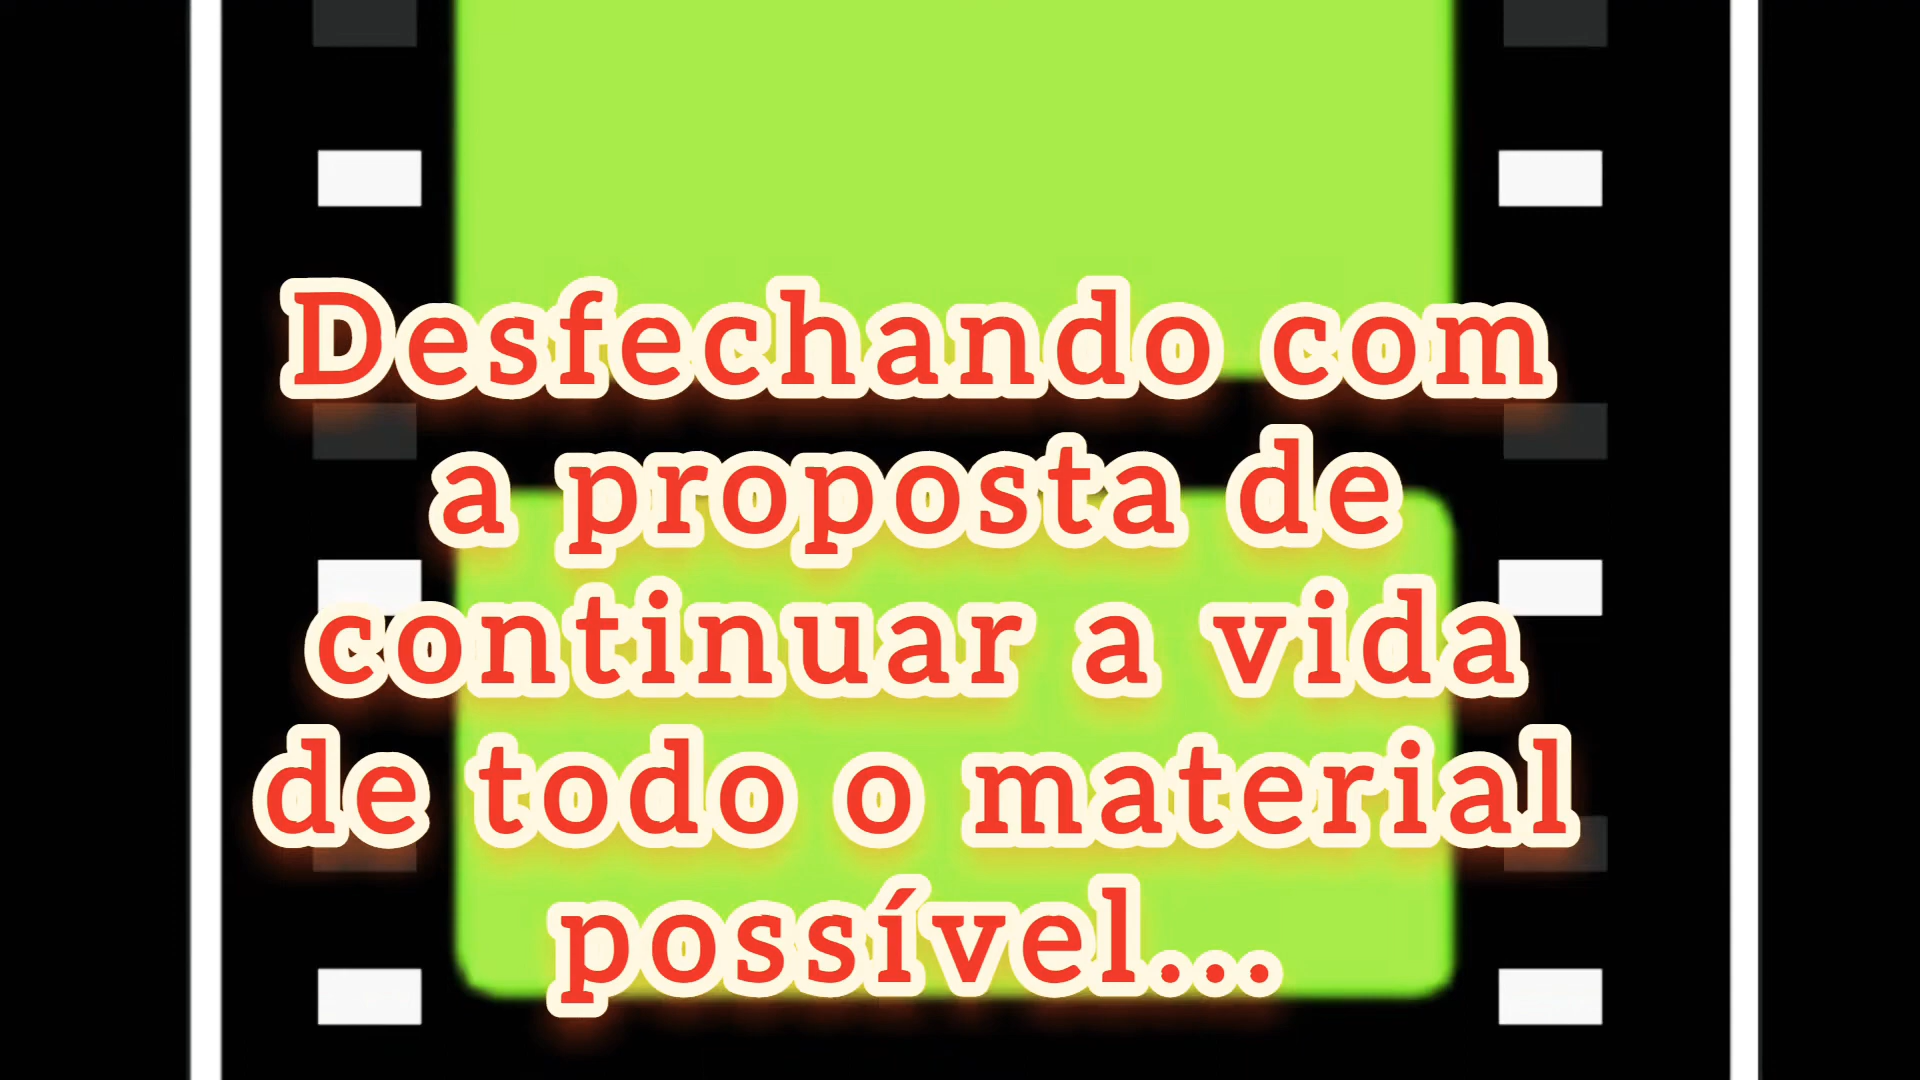 Desfechando com
a proposta de
continuar a vida
de todo o material
possível...